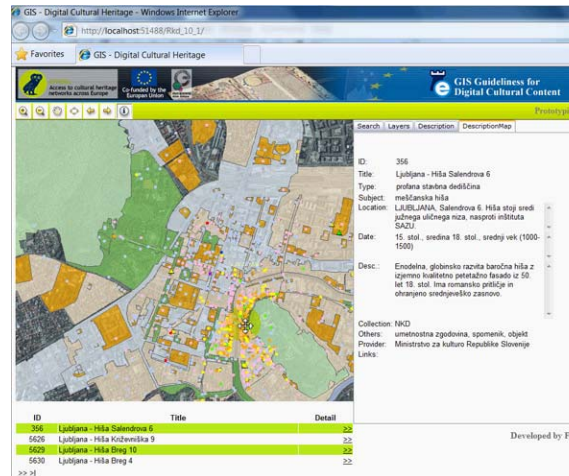 GIS - Digital Cultural Heritage - Windows Internet Explorer
http://localhost:51488/Rkd_10_1/
Favorites
GIS - Digital Cultural Heritage
Access to cultural heritage
networks across Europe
Co-funded by the
European Union
GIS Guideliness for
Digital Cultural Content
Prototypi
Search Layers Description DescriptionMap
ID: 356
Title: Ljubljana - Hiša Salendrova 6
Type: profana stavbna dediščina
Subject: meščanska hiša
Location: LJUBLJANA, Salendrova 6. Hiša stoji sredi
južnega uličnega niza, nasproti inštituta
SAZU.
Date: 15. stol., sredina 18. stol., srednji vek (1000-
1500)
Desc.: Enodelna, globinsko razvita baročna hiša z
izjemno kvalitetno petetažno fasado iz 50.
let 18. stol. Ima romansko pritličje in
ohranjeno srednjeveško zasnovo.
Collection: NKD
Others: umetnostna zgodovina, spomenik, objekt
Provider: Ministrstvo za kulturo Republike Slovenije
Links:
ID Title Detail
356 Ljubljana - Hiša Salendrova 6 >>
5626 Ljubljana - Hiša Križevniška 9 >>
5629 Ljubljana - Hiša Breg 10 >>
5630 Ljubljana - Hiša Breg 4 >>
>> >|
Developed by F